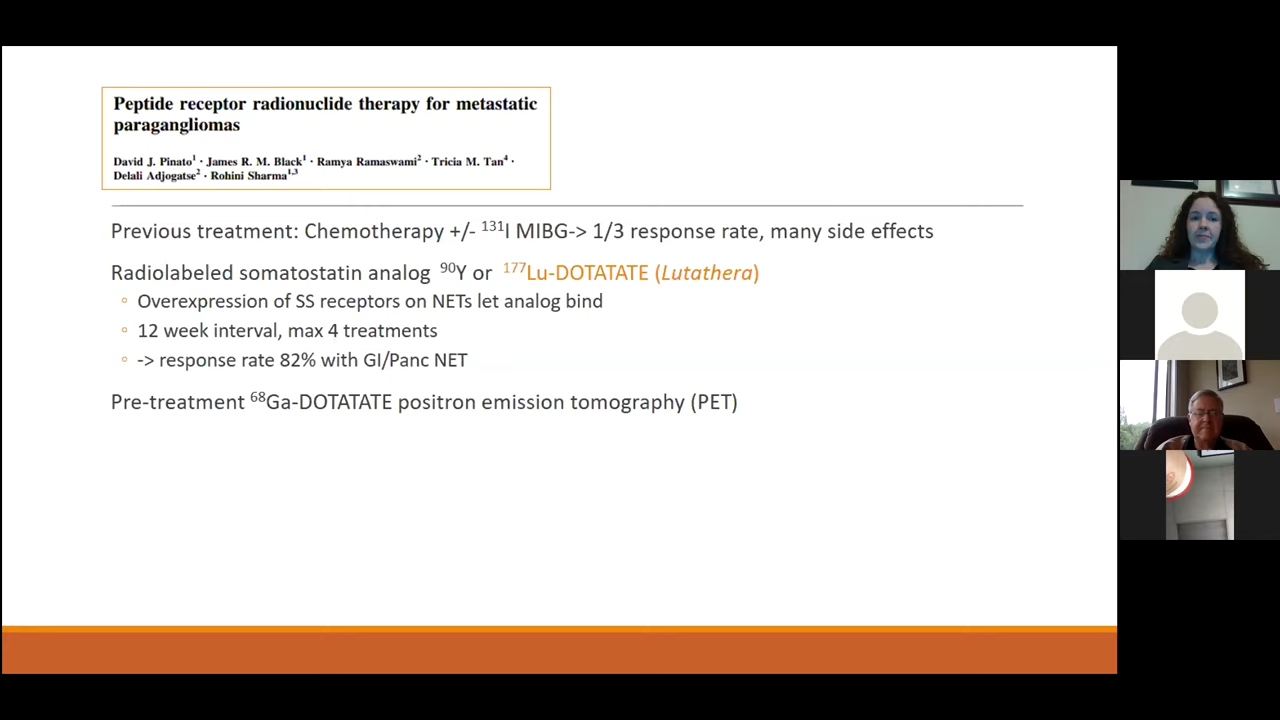 Peptide receptor radionuclide therapy for metastatic
paragangliomas
David J. Pinato¹ · James R. M. Black¹ · Ramya Ramaswami² · Tricia M. Tan⁴ ·
Delali Adjogatse² · Rohini Sharma¹,³
Previous treatment: Chemotherapy +/- ¹³¹I MIBG-> 1/3 response rate, many side effects
Radiolabeled somatostatin analog ⁹⁰Y or ¹⁷⁷Lu-DOTATATE (Lutathera)
◦ Overexpression of SS receptors on NETs let analog bind
◦ 12 week interval, max 4 treatments
◦ -> response rate 82% with GI/Panc NET
Pre-treatment ⁶⁸Ga-DOTATATE positron emission tomography (PET)